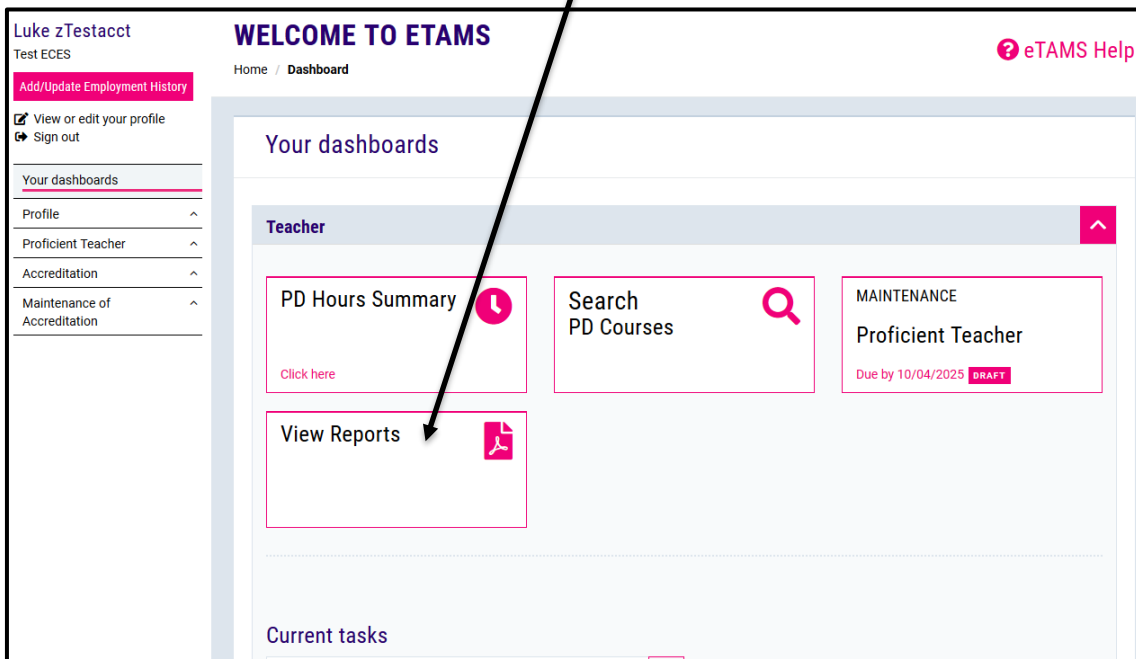 Luke zTestacct
Test ECES
Add/Update Employment History
View or edit your profile
Sign out
Your dashboards
Profile
Proficient Teacher
Accreditation
Maintenance of
Accreditation
WELCOME TO ETAMS
Home / Dashboard
eTAMS Help
Your dashboards
Teacher
PD Hours Summary
Click here
Search
PD Courses
MAINTENANCE
Proficient Teacher
Due by 10/04/2025 DRAFT
View Reports
Current tasks